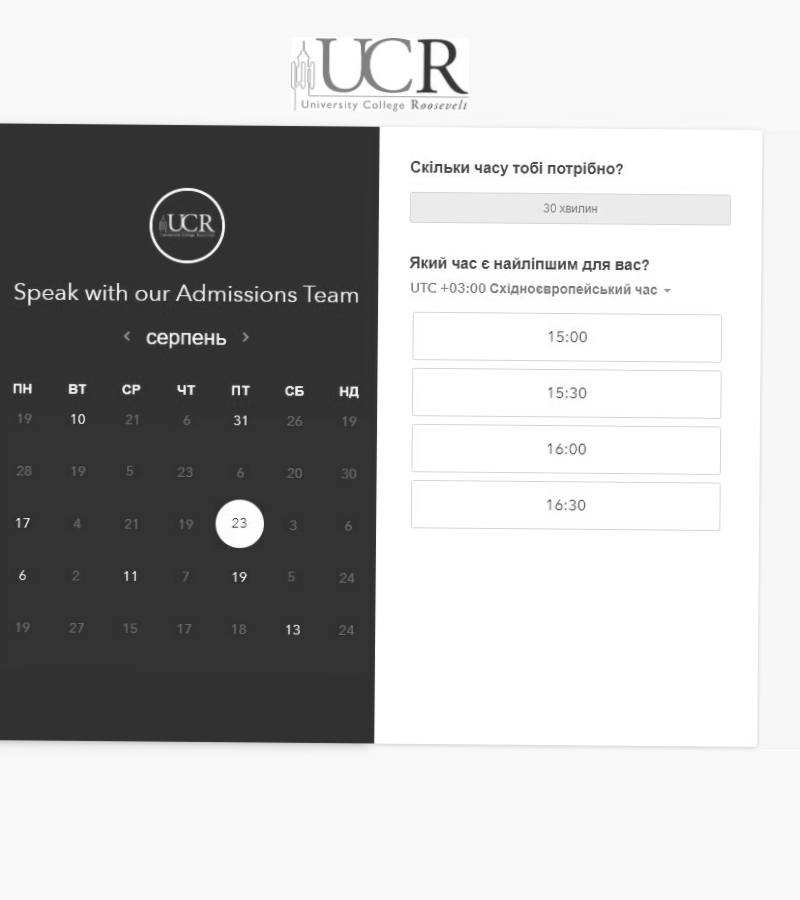 UCR
University College Roosevelt
UCR
Speak with our Admissions Team
серпень
ПН ВТ СР ЧТ ПТ СБ НД
19 10 21 6 31 26 19
28 19 5 23 6 20 30
17 4 21 19 23 3 6
6 2 11 7 19 5 24
19 27 15 17 18 13 24
Скільки часу тобі потрібно?
30 хвилин
Який час є найліпшим для вас?
UTC +03:00 Східноєвропейський час
15:00
15:30
16:00
16:30